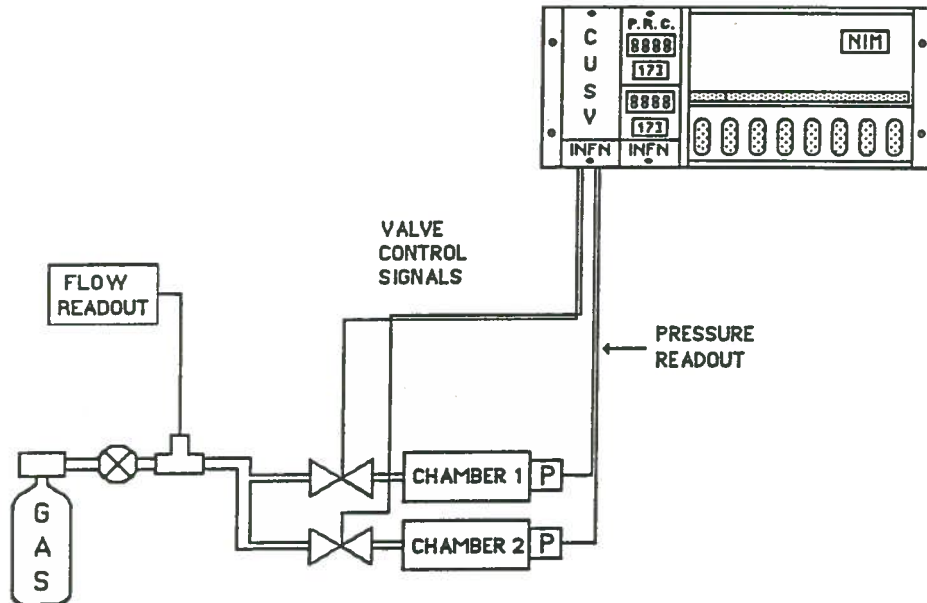 C
U
S
V
INFN
P.R.C.
8888
173
8888
173
INFN
NIM
VALVE
CONTROL
SIGNALS
FLOW
READOUT
PRESSURE
READOUT
CHAMBER 1
P
CHAMBER 2
P
G
A
S